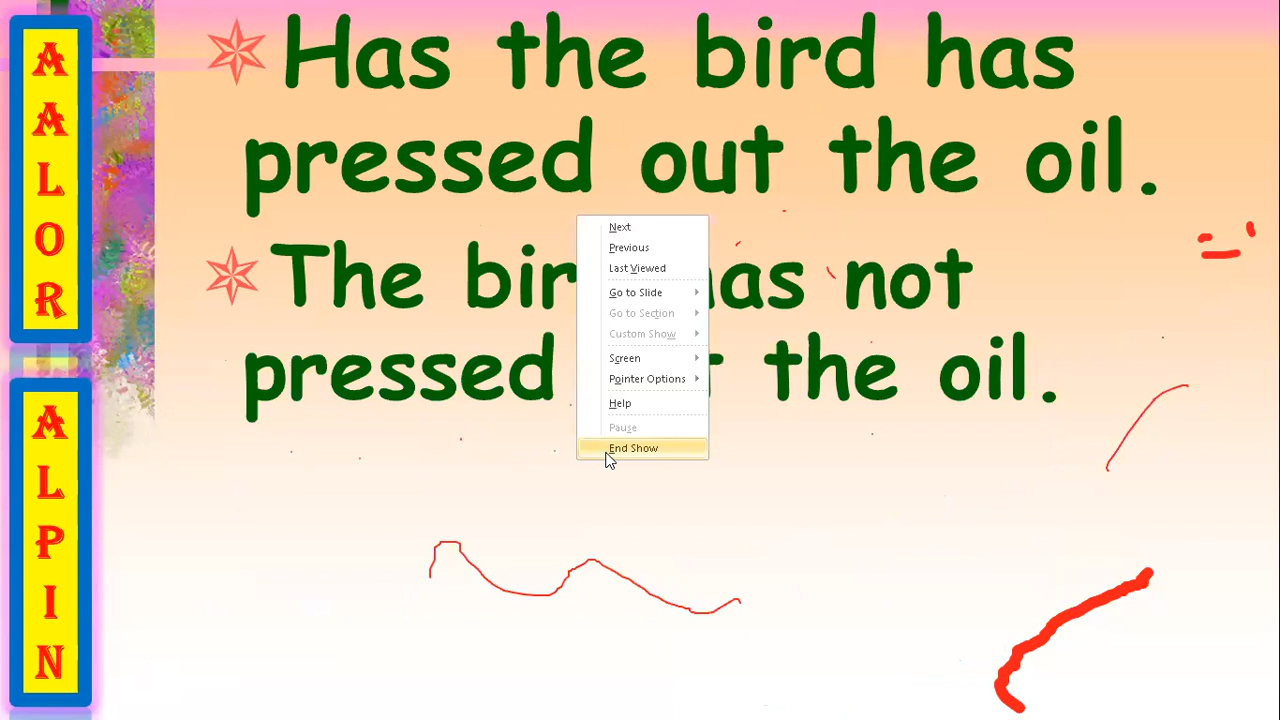 AALOR
ALPIN
Has the bird has
pressed out the oil.
The bir has not
pressed the oil.
Next
Previous
Last Viewed
Go to Slide
Go to Section
Custom Show
Screen
Pointer Options
Help
Pause
End Show